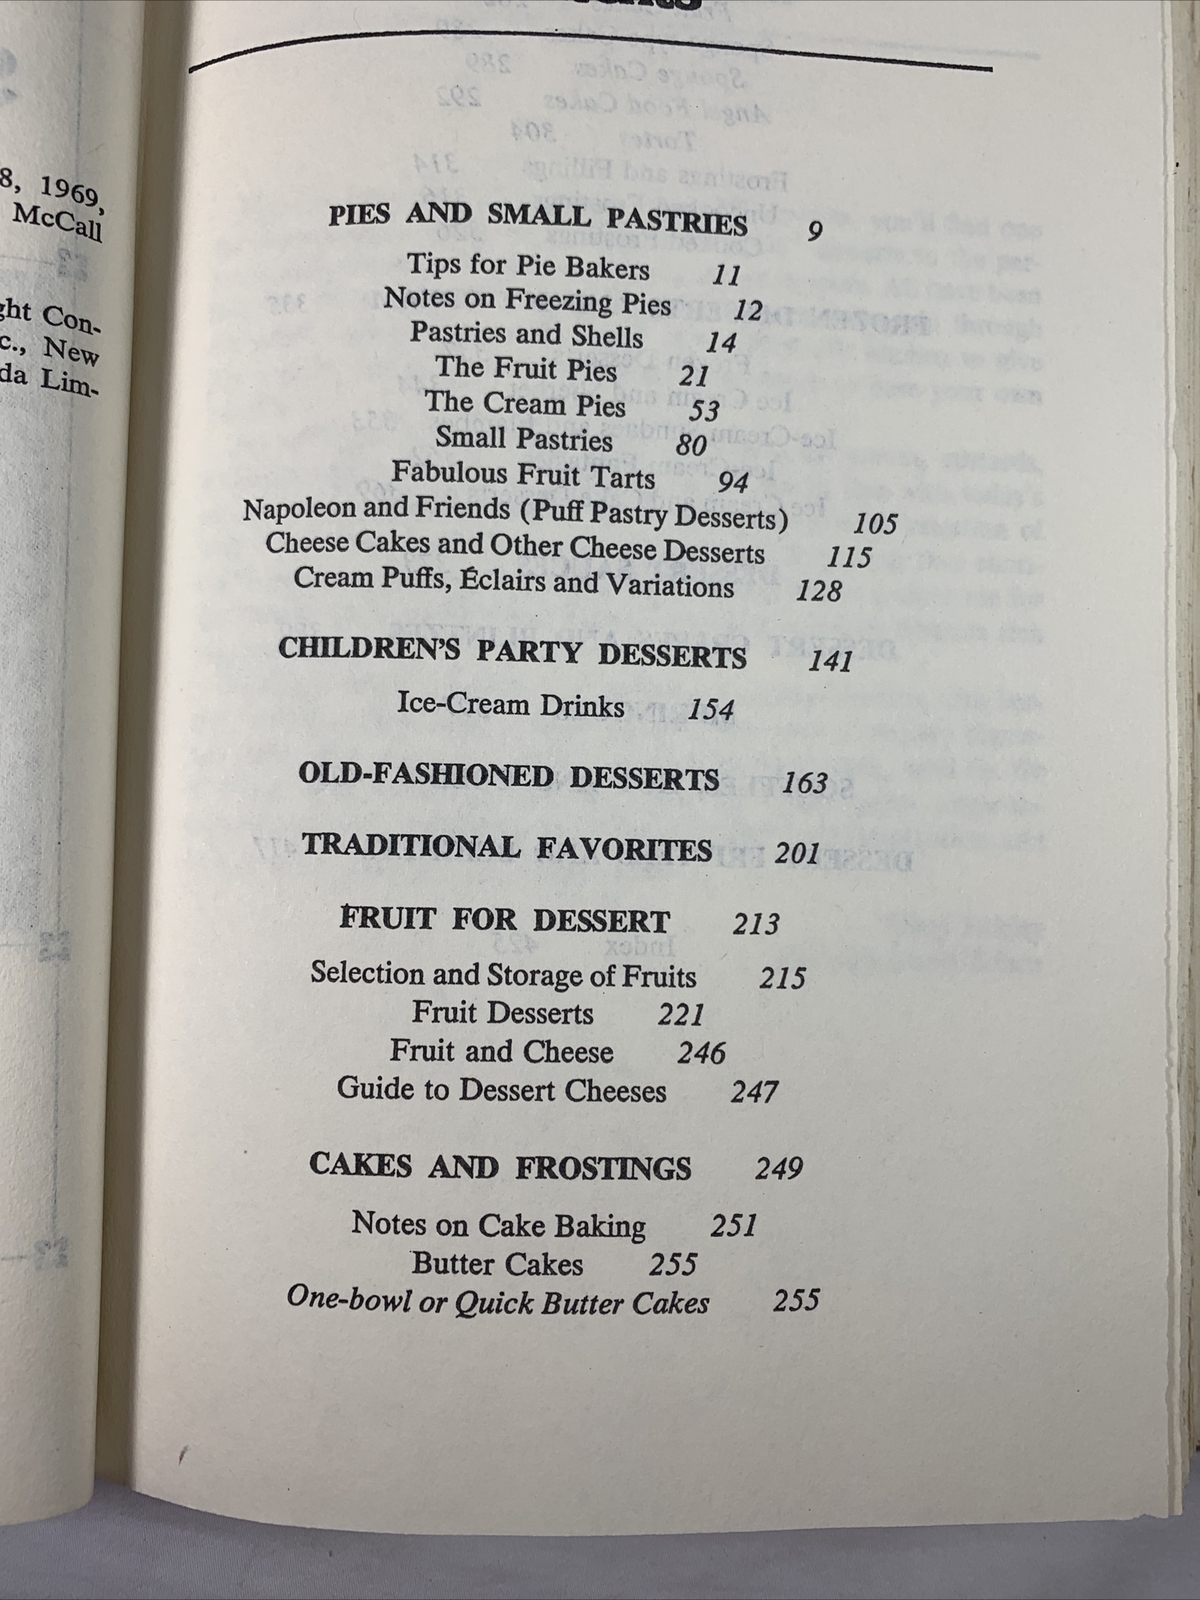 8, 1969,
McCall
ght Con-
c., New
da Lim-
PIES AND SMALL PASTRIES 9
Tips for Pie Bakers 11
Notes on Freezing Pies 12
Pastries and Shells 14
The Fruit Pies 21
The Cream Pies 53
Small Pastries 80
Fabulous Fruit Tarts 94
Napoleon and Friends (Puff Pastry Desserts) 105
Cheese Cakes and Other Cheese Desserts 115
Cream Puffs, Éclairs and Variations 128
CHILDREN'S PARTY DESSERTS 141
Ice-Cream Drinks 154
OLD-FASHIONED DESSERTS 163
TRADITIONAL FAVORITES 201
FRUIT FOR DESSERT 213
Selection and Storage of Fruits 215
Fruit Desserts 221
Fruit and Cheese 246
Guide to Dessert Cheeses 247
CAKES AND FROSTINGS 249
Notes on Cake Baking 251
Butter Cakes 255
One-bowl or Quick Butter Cakes 255